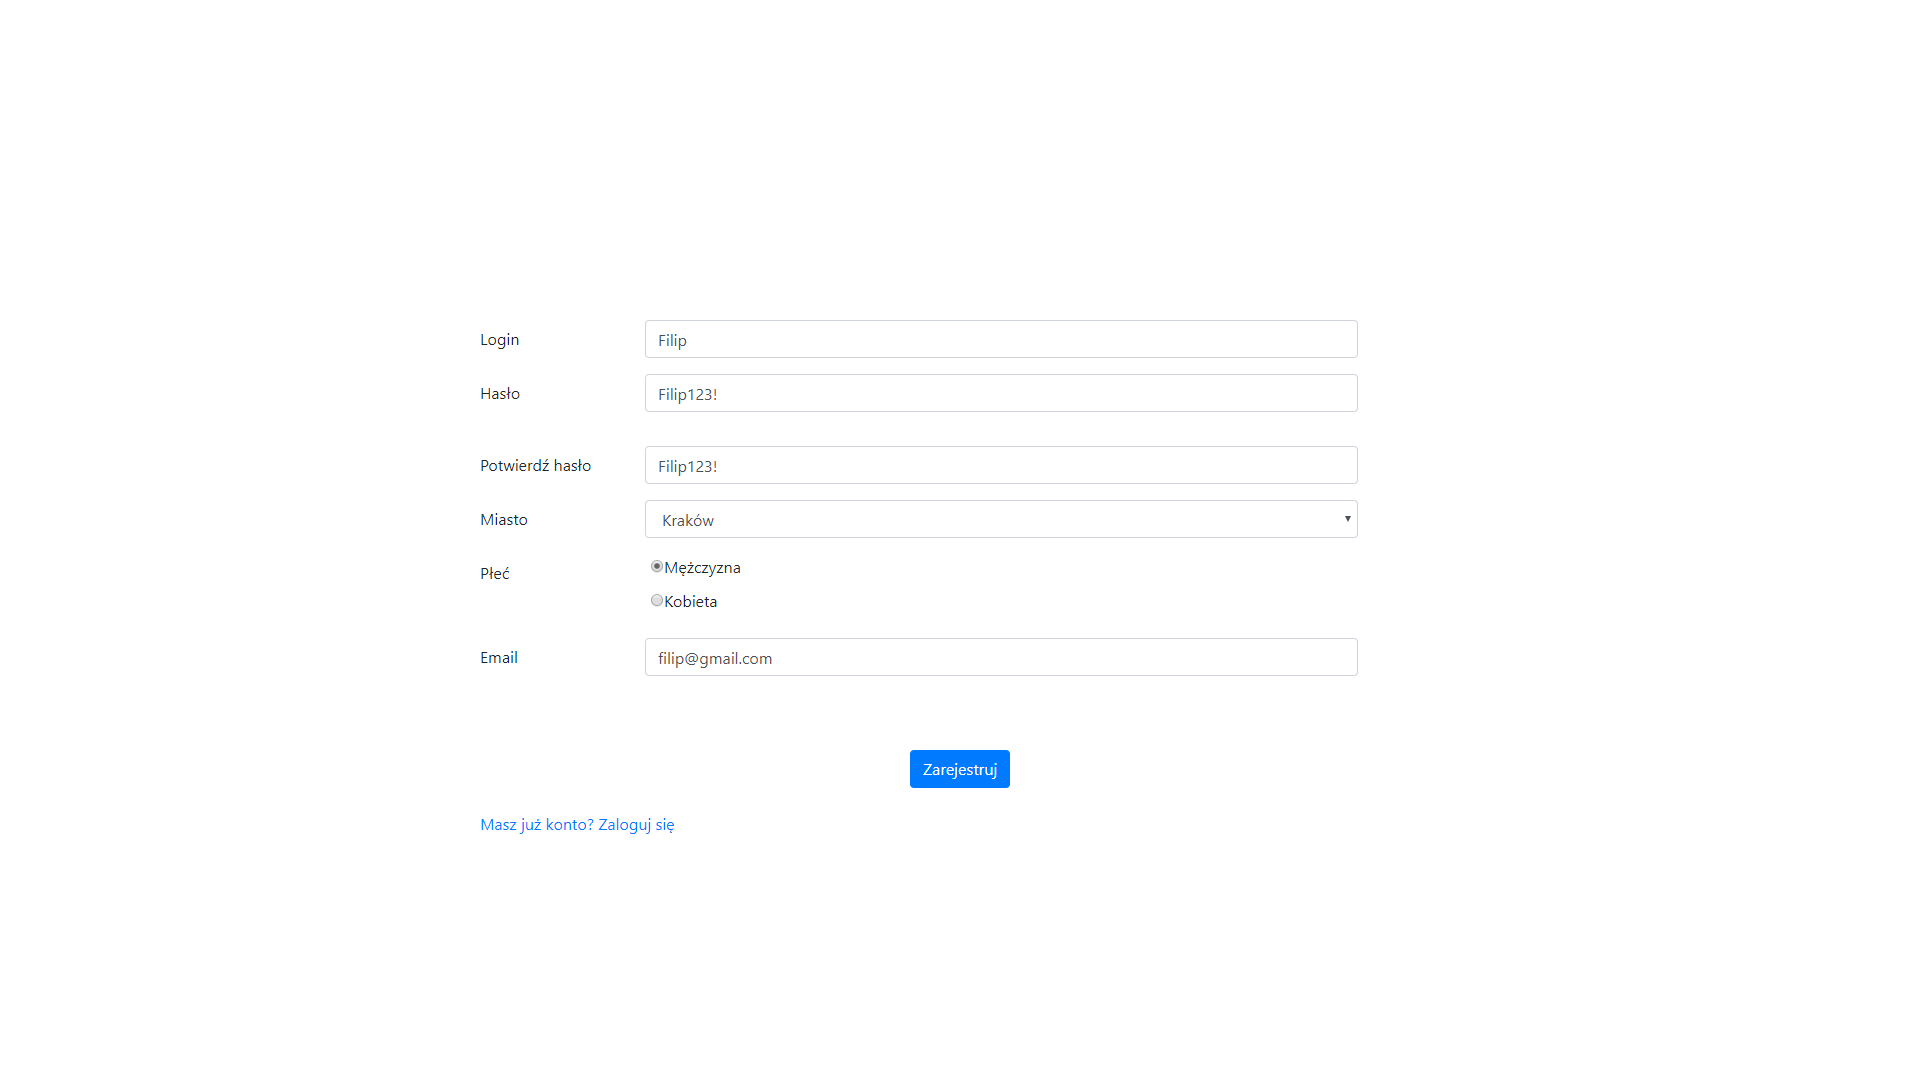 Login Filip
Hasło Filip123!
Potwierdź hasło Filip123!
Miasto Kraków
Płeć Mężczyzna
Kobieta
Email filip@gmail.com
Zarejestruj
Masz już konto? Zaloguj się